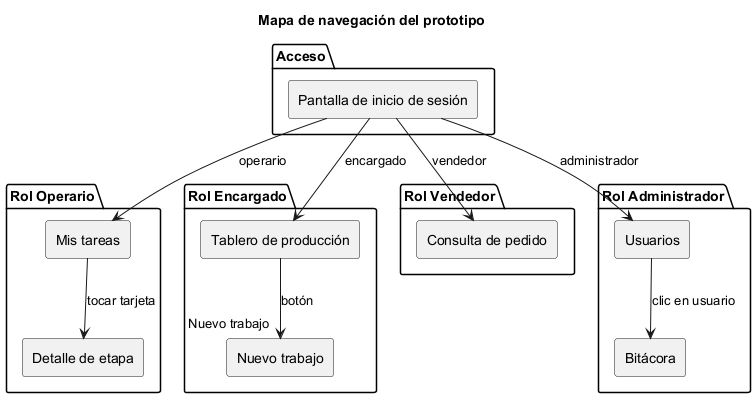 Mapa de navegación del prototipo
Acceso
Pantalla de inicio de sesión
operario
encargado
vendedor
administrador
Rol Operario
Rol Encargado
Rol Vendedor
Rol Administrador
Mis tareas
Tablero de producción
Consulta de pedido
Usuarios
tocar tarjeta
botón
Nuevo trabajo
clic en usuario
Detalle de etapa
Nuevo trabajo
Bitácora